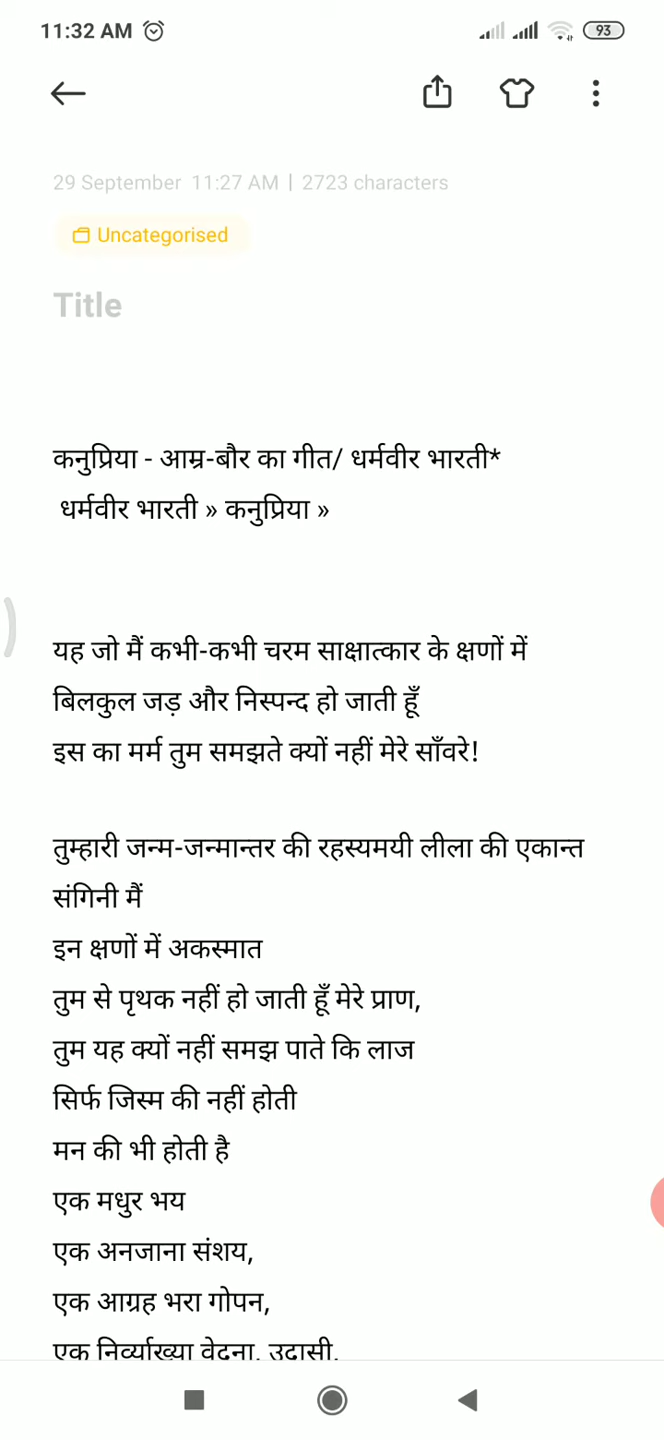 11:32 AM
93
29 September 11:27 AM | 2723 characters
Uncategorised
Title
कनुप्रिया - आम्र-बौर का गीत/ धर्मवीर भारती*
धर्मवीर भारती » कनुप्रिया »
यह जो मैं कभी-कभी चरम साक्षात्कार के क्षणों में
बिलकुल जड़ और निस्पन्द हो जाती हूँ
इस का मर्म तुम समझते क्यों नहीं मेरे साँवरे!
तुम्हारी जन्म-जन्मान्तर की रहस्यमयी लीला की एकान्त
संगिनी मैं
इन क्षणों में अकस्मात
तुम से पृथक नहीं हो जाती हूँ मेरे प्राण,
तुम यह क्यों नहीं समझ पाते कि लाज
सिर्फ जिस्म की नहीं होती
मन की भी होती है
एक मधुर भय
एक अनजाना संशय,
एक आग्रह भरा गोपन,
एक निर्व्याख्या वेदना, उदासी,